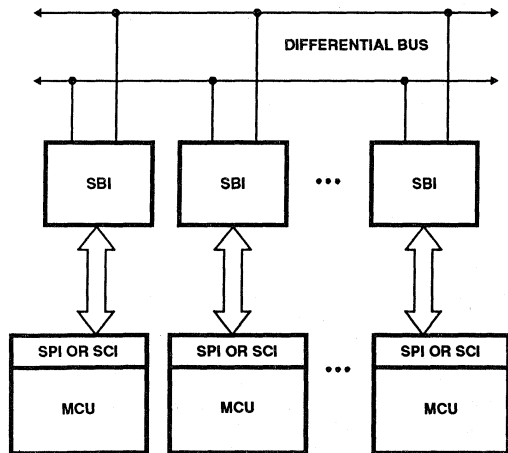 DIFFERENTIAL BUS
SBI SBI ••• SBI
SPI OR SCI SPI OR SCI ••• SPI OR SCI
MCU MCU MCU